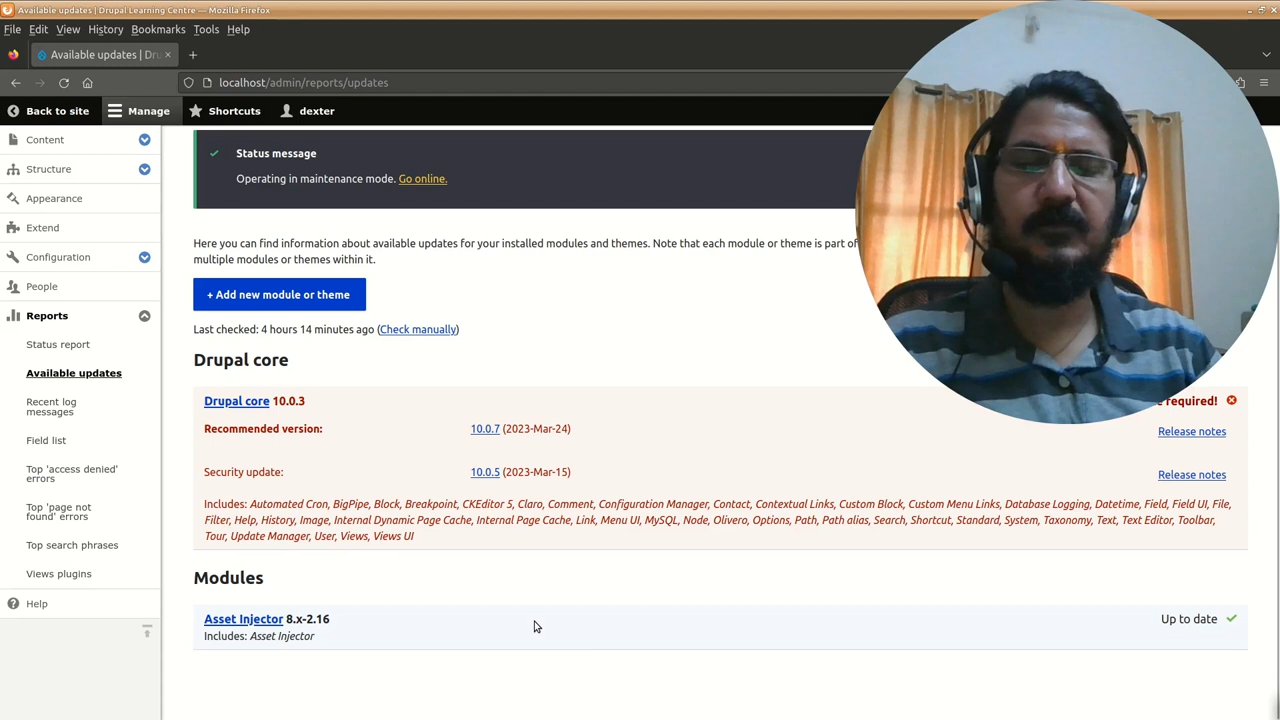 Available updates | Drupal Learning Centre — Mozilla Firefox
File Edit View History Bookmarks Tools Help
Available updates | Dru
localhost/admin/reports/updates
Back to site Manage Shortcuts dexter
Content
Structure
Appearance
Extend
Configuration
People
Reports
Status report
Available updates
Recent log
messages
Field list
Top 'access denied'
errors
Top 'page not
found' errors
Top search phrases
Views plugins
Help
Status message
Operating in maintenance mode. Go online.
Here you can find information about available updates for your installed modules and themes. Note that each module or theme is part of
multiple modules or themes within it.
+ Add new module or theme
Last checked: 4 hours 14 minutes ago (Check manually)
Drupal core
Drupal core 10.0.3 required!
Recommended version: 10.0.7 (2023-Mar-24) Release notes
Security update: 10.0.5 (2023-Mar-15) Release notes
Includes: Automated Cron, BigPipe, Block, Breakpoint, CKEditor 5, Claro, Comment, Configuration Manager, Contact, Contextual Links, Custom Block, Custom Menu Links, Database Logging, Datetime, Field, Field UI, File,
Filter, Help, History, Image, Internal Dynamic Page Cache, Internal Page Cache, Link, Menu UI, MySQL, Node, Olivero, Options, Path, Path alias, Search, Shortcut, Standard, System, Taxonomy, Text, Text Editor, Toolbar,
Tour, Update Manager, User, Views, Views UI
Modules
Asset Injector 8.x-2.16 Up to date
Includes: Asset Injector